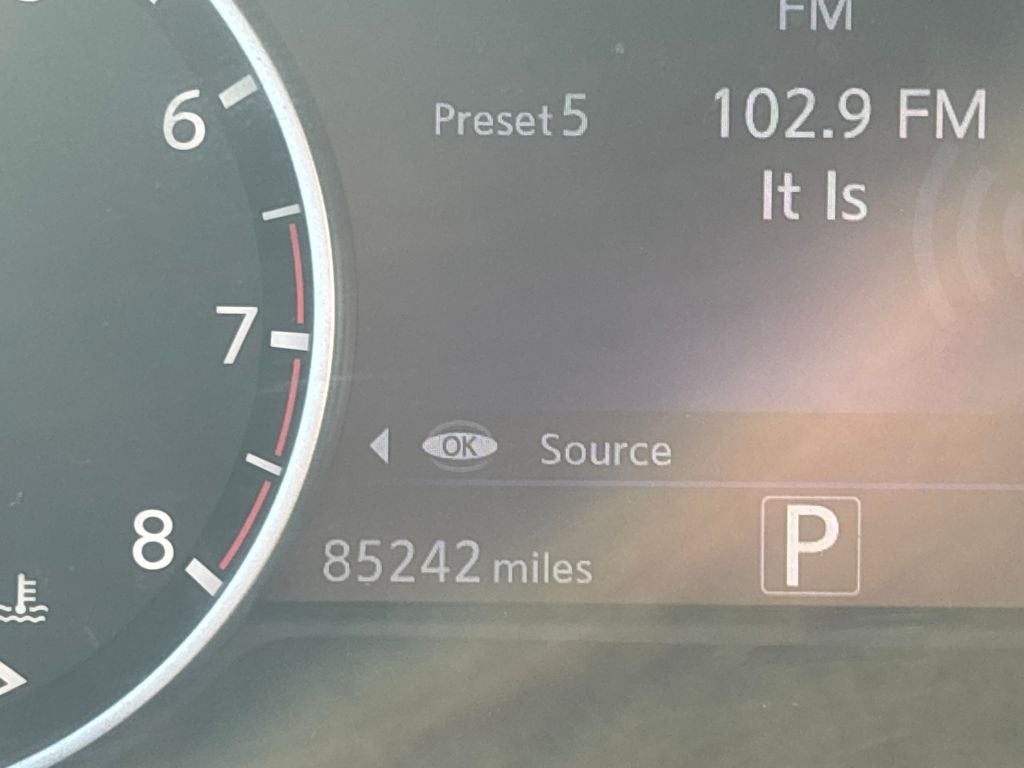 FM
6
Preset 5
102.9 FM
It Is
7
OK Source
8
85242 miles
P